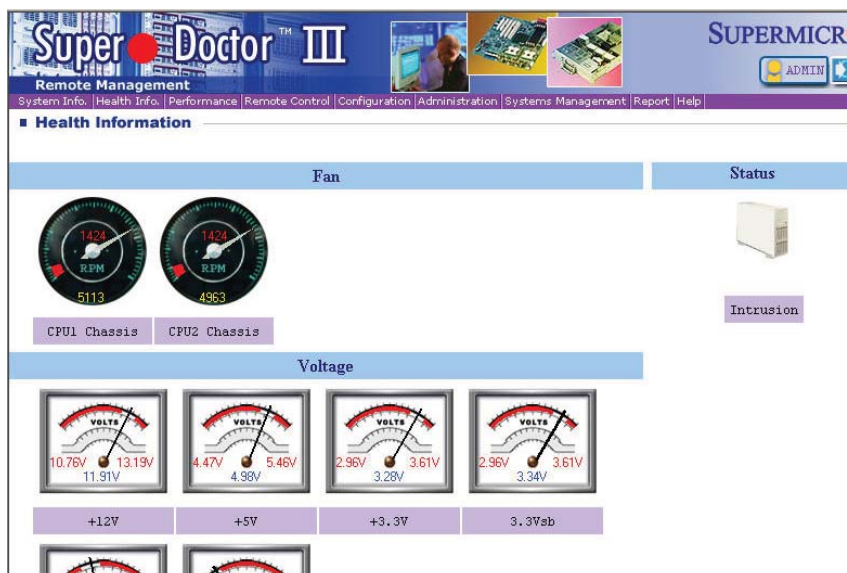 Super Doctor ™ III
Remote Management
SUPERMICR
ADMIN
System Info. Health Info. Performance Remote Control Configuration Administration Systems Management Report Help
Health Information
Fan
Status
1424
RPM
5113
1424
RPM
4963
CPU1 Chassis
CPU2 Chassis
Intrusion
Voltage
VOLTS
10.76V 13.19V
11.91V
VOLTS
4.47V 5.46V
4.98V
VOLTS
2.96V 3.61V
3.28V
VOLTS
2.96V 3.61V
3.34V
+12V
+5V
+3.3V
3.3Vsb